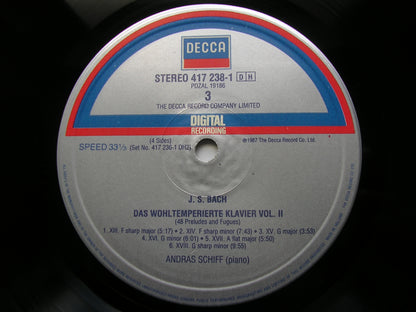 DECCA
STEREO 417 238-1 DH
PDZAL 19186
3
THE DECCA RECORD COMPANY LIMITED
DIGITAL
RECORDING
(4 Sides)
℗1987 The Decca Record Co. Ltd.
SPEED 33⅓ (Set No. 417 236-1 DH2)
J. S. BACH
DAS WOHLTEMPERIERTE KLAVIER VOL. II
(48 Preludes and Fugues)
1. XIII. F sharp major (5:17) • 2. XIV. F sharp minor (7:43) • 3. XV. G major (3:53)
4. XVI. G minor (6:01) • 5. XVII. A flat major (5:50)
6. XVIII. G sharp minor (9:55)
ANDRAS SCHIFF (piano)